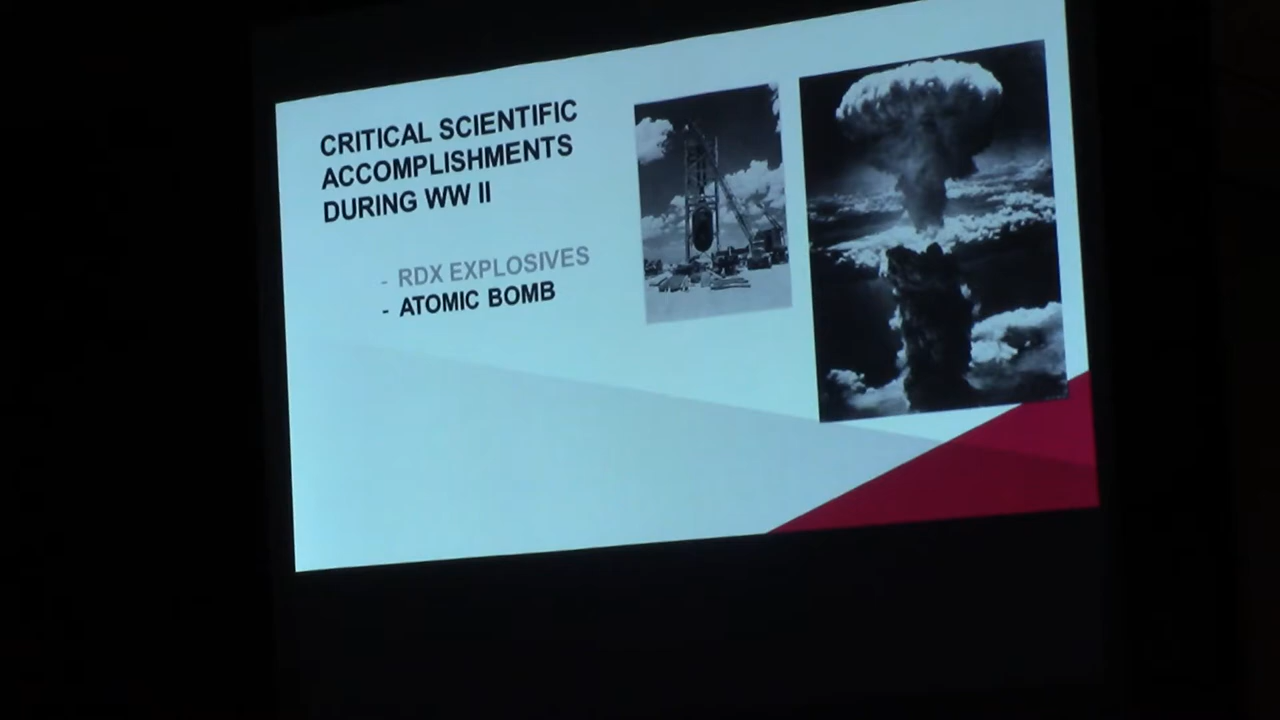 CRITICAL SCIENTIFIC
ACCOMPLISHMENTS
DURING WW II
- RDX EXPLOSIVES
- ATOMIC BOMB